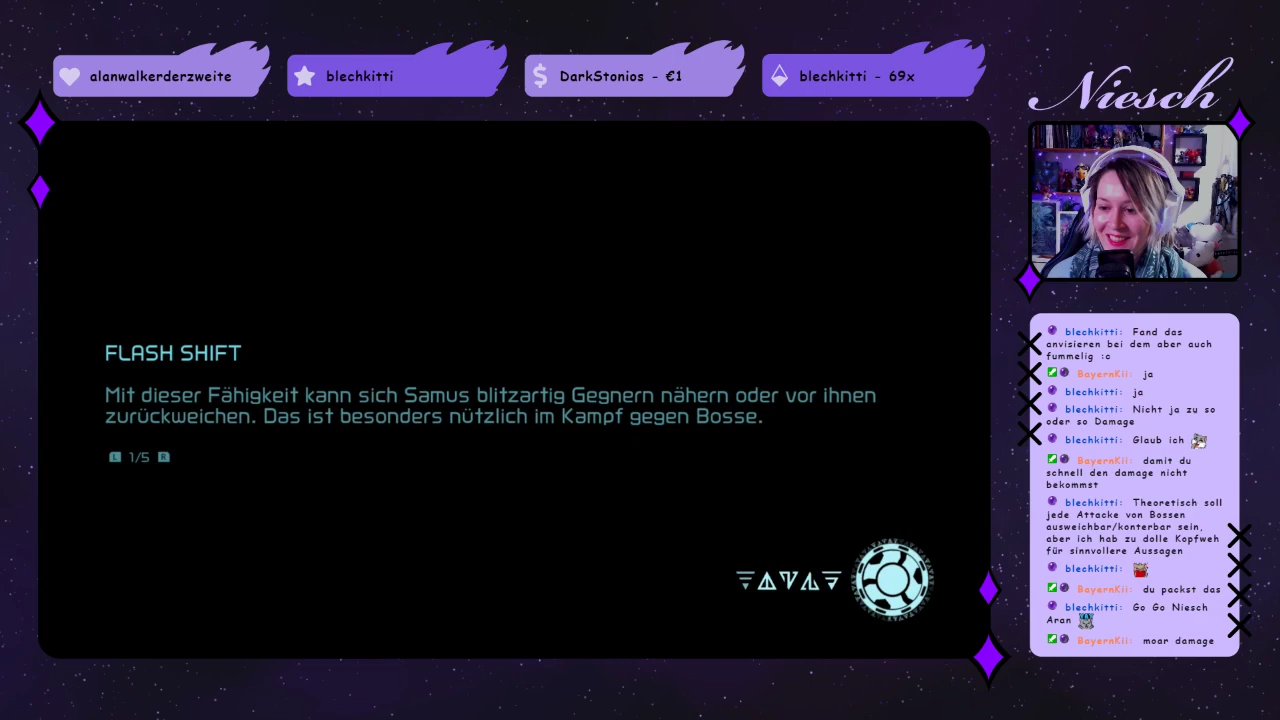 alanwalkerderzweite
blechkitti
DarkStonios - €1
blechkitti - 69x
Niesch
FLASH SHIFT
Mit dieser Fähigkeit kann sich Samus blitzartig Gegnern nähern oder vor ihnen
zurückweichen. Das ist besonders nützlich im Kampf gegen Bosse.
L 1/5 R
blechkitti: Fand das
anvisieren bei dem aber auch
fummelig :c
BayernKii: ja
blechkitti: ja
blechkitti: Nicht ja zu so
oder so Damage
blechkitti: Glaub ich
BayernKii: damit du
schnell den damage nicht
bekommst
blechkitti: Theoretisch soll
jede Attacke von Bossen
ausweichbar/konterbar sein,
aber ich hab zu dolle Kopfweh
für sinnvollere Aussagen
blechkitti:
BayernKii: du packst das
blechkitti: Go Go Niesch
Aran
BayernKii: moar damage